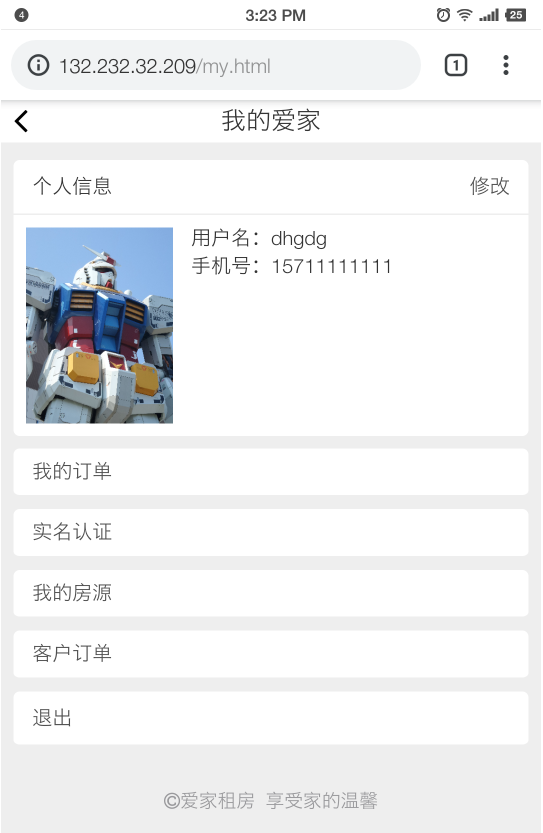 4
3:23 PM
25
132.232.32.209/my.html
1
我的爱家
个人信息
修改
用户名：dhgdg
手机号：15711111111
我的订单
实名认证
我的房源
客户订单
退出
©爱家租房 享受家的温馨